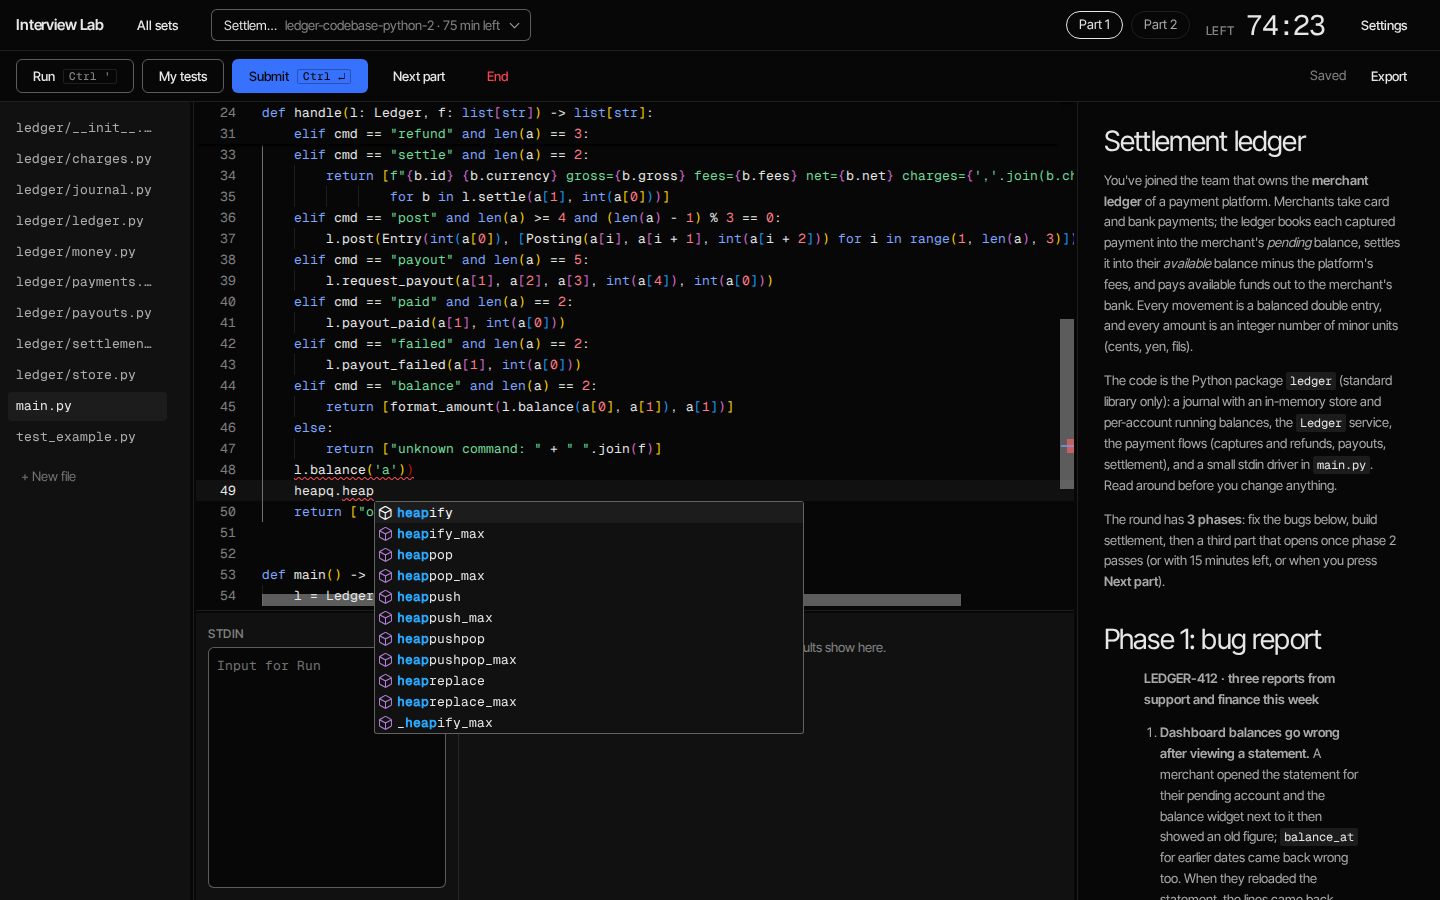 Interview Lab
All sets
Settlem... ledger-codebase-python-2 · 75 min left
Part 1
Part 2
LEFT 74:23
Settings
Run Ctrl '
My tests
Submit Ctrl ↵
Next part
End
Saved
Export
ledger/__init__.…
ledger/charges.py
ledger/journal.py
ledger/ledger.py
ledger/money.py
ledger/payments.…
ledger/payouts.py
ledger/settlemen…
ledger/store.py
main.py
test_example.py
+ New file
24 def handle(l: Ledger, f: list[str]) -> list[str]:
31 elif cmd == "refund" and len(a) == 3:
33 elif cmd == "settle" and len(a) == 2:
34 return [f"{b.id} {b.currency} gross={b.gross} fees={b.fees} net={b.net} charges={','.join(b.ch
35 for b in l.settle(a[1], int(a[0]))]
36 elif cmd == "post" and len(a) >= 4 and (len(a) - 1) % 3 == 0:
37 l.post(Entry(int(a[0]), [Posting(a[i], a[i + 1], int(a[i + 2])) for i in range(1, len(a), 3)])
38 elif cmd == "payout" and len(a) == 5:
39 l.request_payout(a[1], a[2], a[3], int(a[4]), int(a[0]))
40 elif cmd == "paid" and len(a) == 2:
41 l.payout_paid(a[1], int(a[0]))
42 elif cmd == "failed" and len(a) == 2:
43 l.payout_failed(a[1], int(a[0]))
44 elif cmd == "balance" and len(a) == 2:
45 return [format_amount(l.balance(a[0], a[1]), a[1])]
46 else:
47 return ["unknown command: " + " ".join(f)]
48 l.balance('a'))
49 heapq.heap
50 return ["o
51
52
53 def main() ->
54 l = Ledger
heapify
heapify_max
heappop
heappop_max
heappush
heappush_max
heappushpop
heappushpop_max
heapreplace
heapreplace_max
_heapify_max
STDIN
Input for Run
ults show here.
Settlement ledger
You've joined the team that owns the merchant
ledger of a payment platform. Merchants take card
and bank payments; the ledger books each captured
payment into the merchant's pending balance, settles
it into their available balance minus the platform's
fees, and pays available funds out to the merchant's
bank. Every movement is a balanced double entry,
and every amount is an integer number of minor units
(cents, yen, fils).
The code is the Python package ledger (standard
library only): a journal with an in-memory store and
per-account running balances, the Ledger service,
the payment flows (captures and refunds, payouts,
settlement), and a small stdin driver in main.py.
Read around before you change anything.
The round has 3 phases: fix the bugs below, build
settlement, then a third part that opens once phase 2
passes (or with 15 minutes left, or when you press
Next part).
Phase 1: bug report
LEDGER-412 · three reports from
support and finance this week
1. Dashboard balances go wrong
after viewing a statement. A
merchant opened the statement for
their pending account and the
balance widget next to it then
showed an old figure; balance_at
for earlier dates came back wrong
too. When they reloaded the
statement, the lines came back